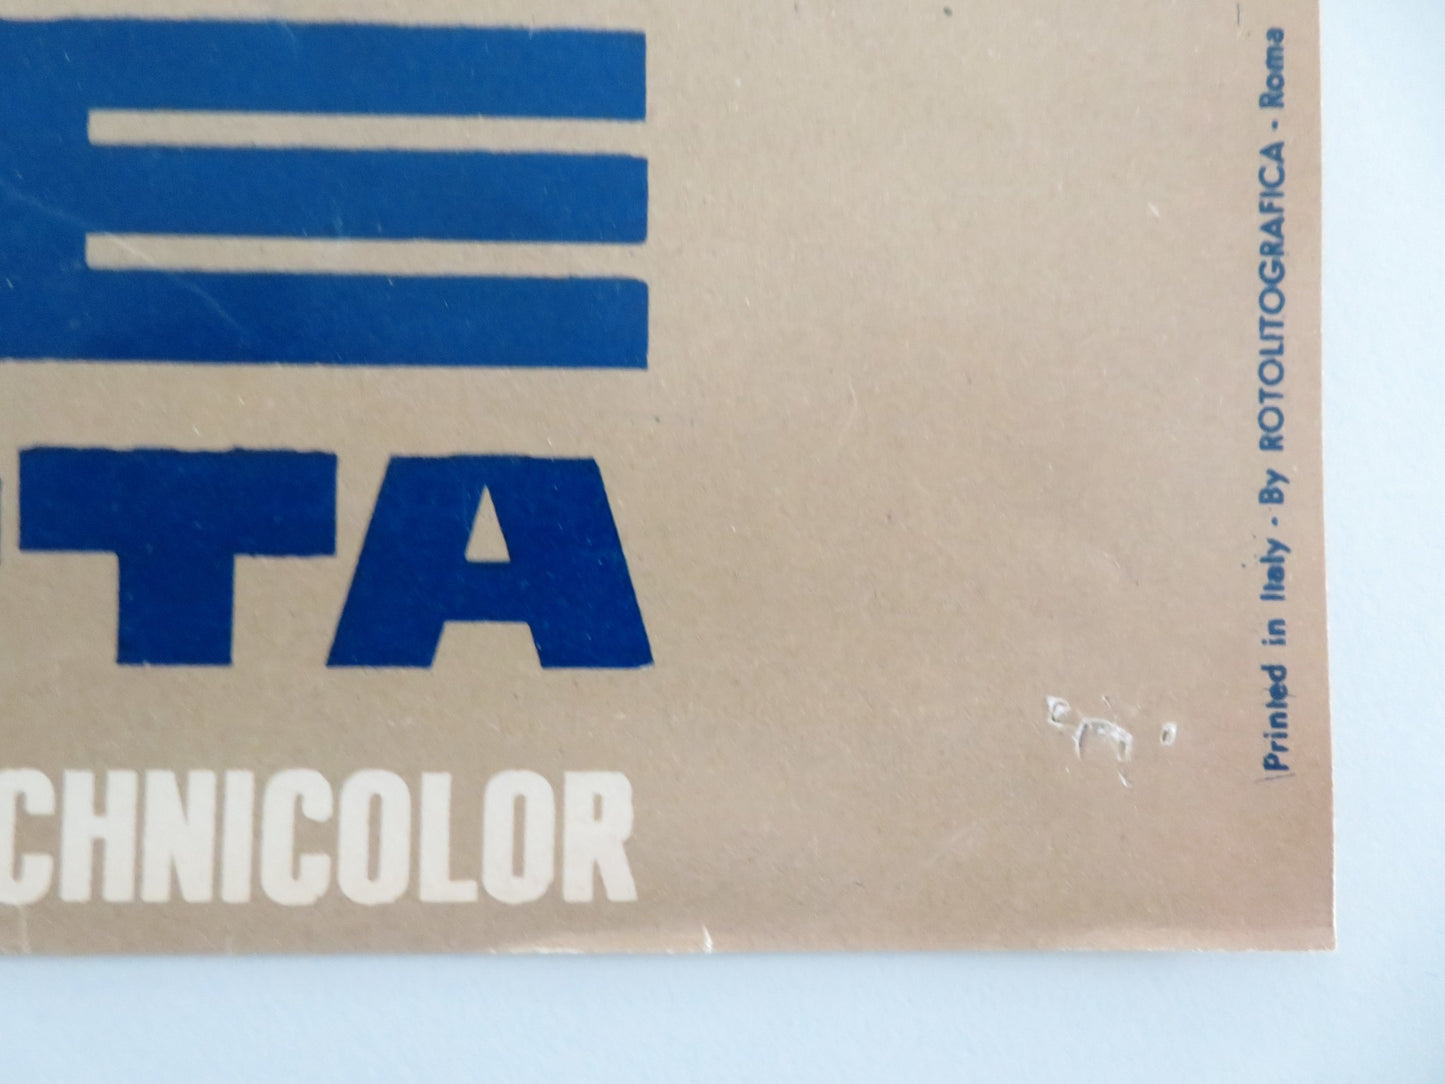 E
TA
CHNICOLOR
Printed in Italy - By ROTOLITOGRAFICA - Roma